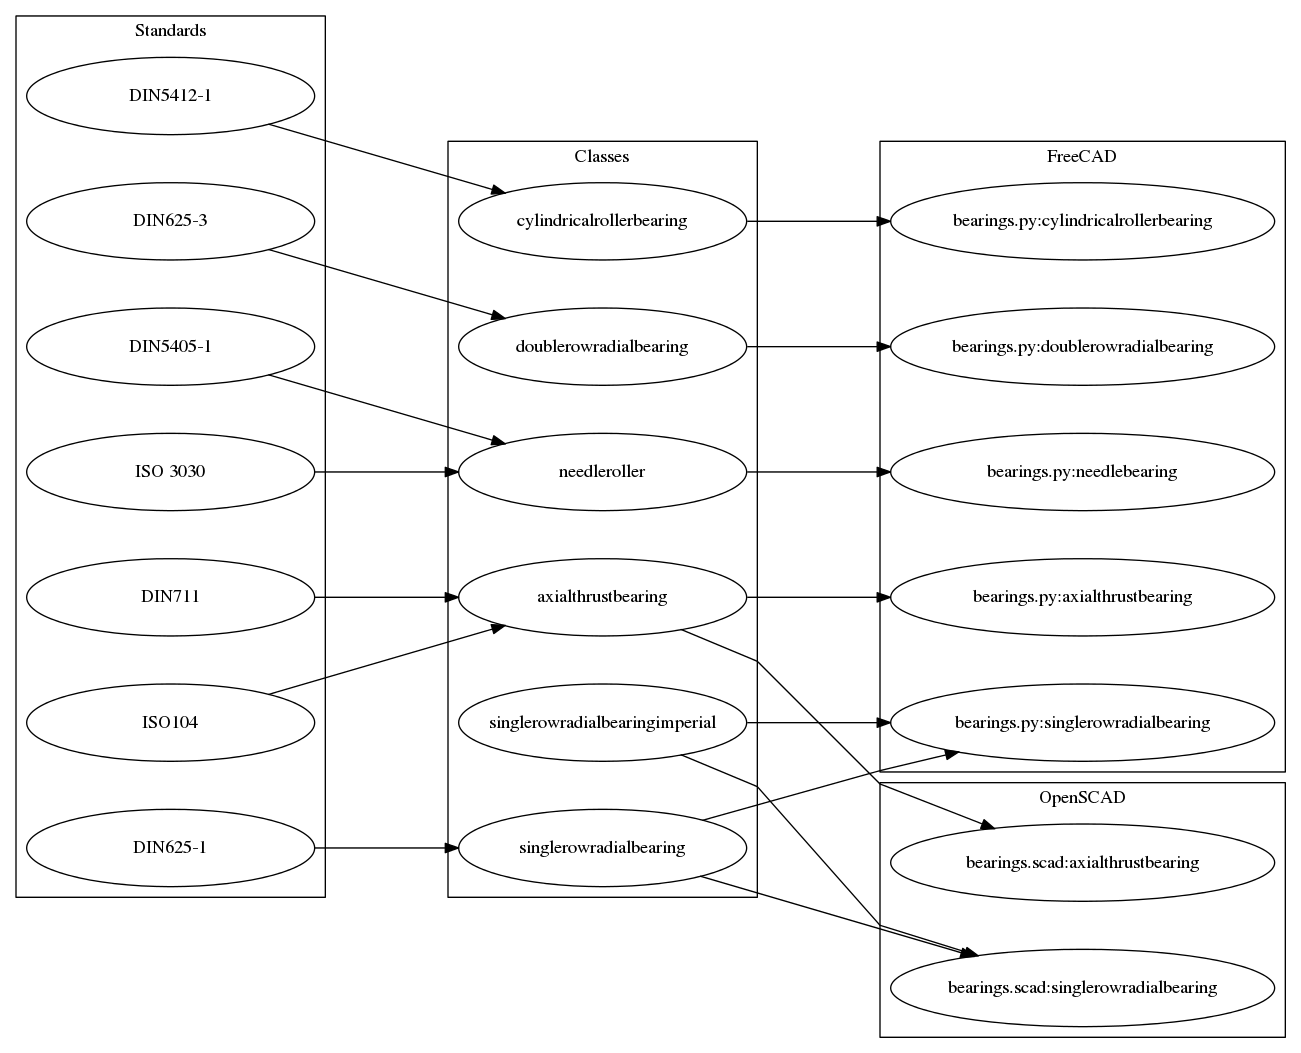 Standards
DIN5412-1
DIN625-3
DIN5405-1
ISO 3030
DIN711
ISO104
DIN625-1
Classes
cylindricalrollerbearing
doublerowradialbearing
needleroller
axialthrustbearing
singlerowradialbearingimperial
singlerowradialbearing
FreeCAD
bearings.py:cylindricalrollerbearing
bearings.py:doublerowradialbearing
bearings.py:needlebearing
bearings.py:axialthrustbearing
bearings.py:singlerowradialbearing
OpenSCAD
bearings.scad:axialthrustbearing
bearings.scad:singlerowradialbearing